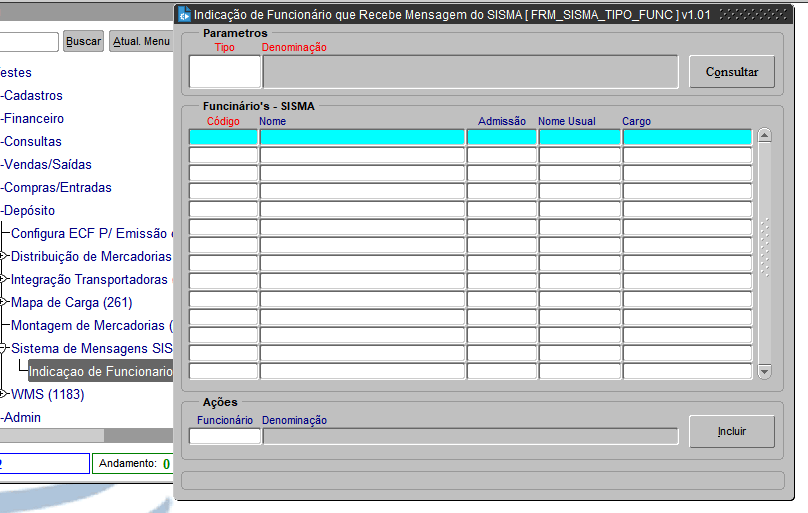 Indicação de Funcionário que Recebe Mensagem do SISMA [ FRM_SISMA_TIPO_FUNC ] v1.01
Buscar Atual. Menu
estes
-Cadastros
-Financeiro
-Consultas
-Vendas/Saídas
-Compras/Entradas
-Depósito
Configura ECF P/ Emissão
Distribuição de Mercadorias
Integração Transportadoras
Mapa de Carga (261)
Montagem de Mercadorias (
Sistema de Mensagens SIS
Indicaçao de Funcionario
WMS (1183)
-Admin
2 Andamento: 0
Parametros
Tipo Denominação
Consultar
Funcinário's - SISMA
Código Nome Admissão Nome Usual Cargo
Ações
Funcionário Denominação
Incluir